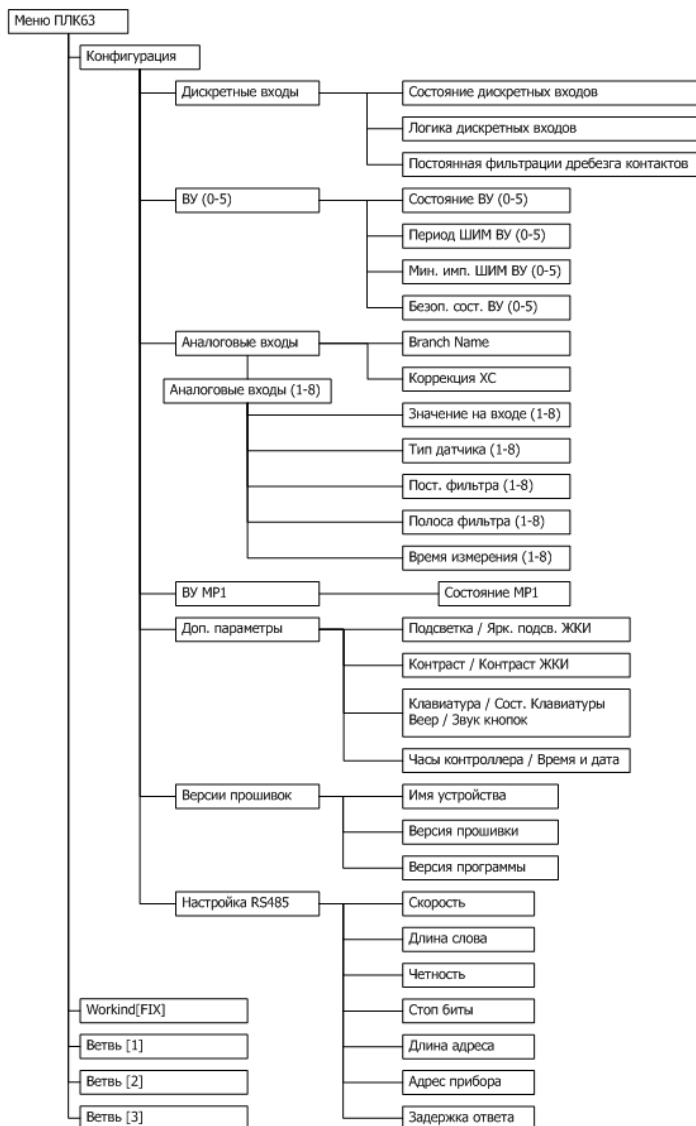 Меню ПЛК63
Конфигурация
Дискретные входы
Состояние дискретных входов
Логика дискретных входов
Постоянная фильтрации дребезга контактов
ВУ (0-5)
Состояние ВУ (0-5)
Период ШИМ ВУ (0-5)
Мин. имп. ШИМ ВУ (0-5)
Безоп. сост. ВУ (0-5)
Аналоговые входы
Branch Name
Коррекция ХС
Аналоговые входы (1-8)
Значение на входе (1-8)
Тип датчика (1-8)
Пост. фильтра (1-8)
Полоса фильтра (1-8)
Время измерения (1-8)
ВУ МР1
Состояние МР1
Доп. параметры
Подсветка / Ярк. подсв. ЖКИ
Контраст / Контраст ЖКИ
Клавиатура / Сост. Клавиатуры
Beep / Звук кнопок
Часы контроллера / Время и дата
Версии прошивок
Имя устройства
Версия прошивки
Версия программы
Настройка RS485
Скорость
Длина слова
Четность
Стоп биты
Длина адреса
Адрес прибора
Задержка ответа
Workind[FIX]
Ветвь [1]
Ветвь [2]
Ветвь [3]